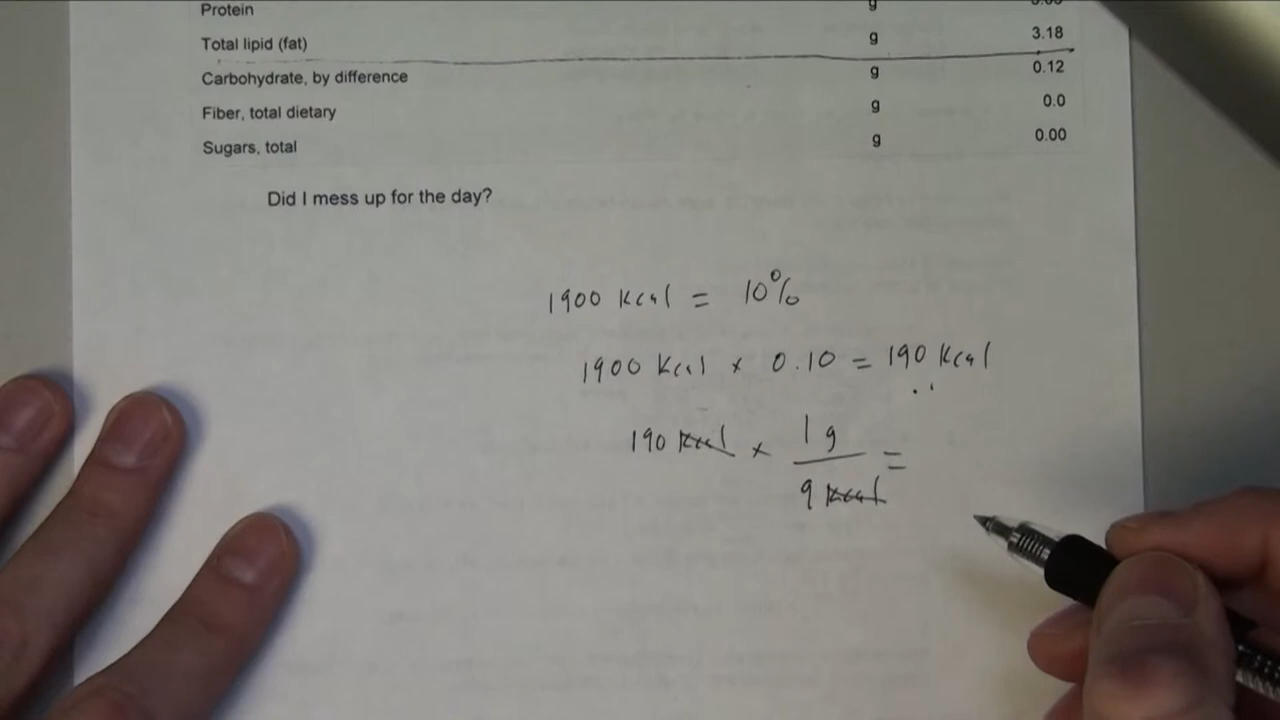 Protein g
Total lipid (fat) g 3.18
Carbohydrate, by difference g 0.12
Fiber, total dietary g 0.0
Sugars, total g 0.00
Did I mess up for the day?
1900 kcal = 10%
1900 kcal x 0.10 = 190 kcal
190 kcal x 1 g =
9 kcal